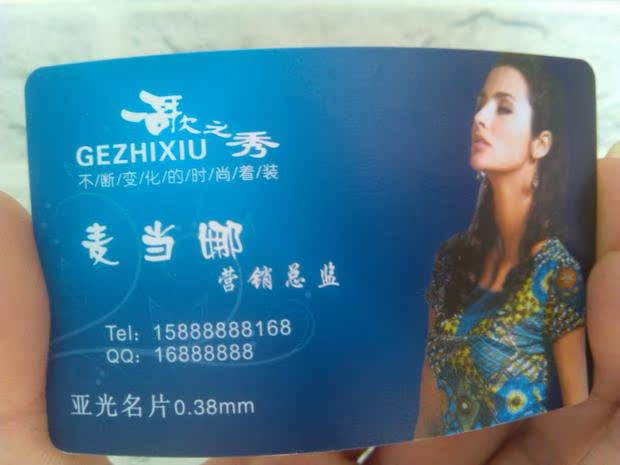 歌之秀
GEZHIXIU
不/断/变/化/的/时/尚/着/装
麦当娜
营销总监
Tel: 15888888168
QQ: 16888888
亚光名片0.38mm